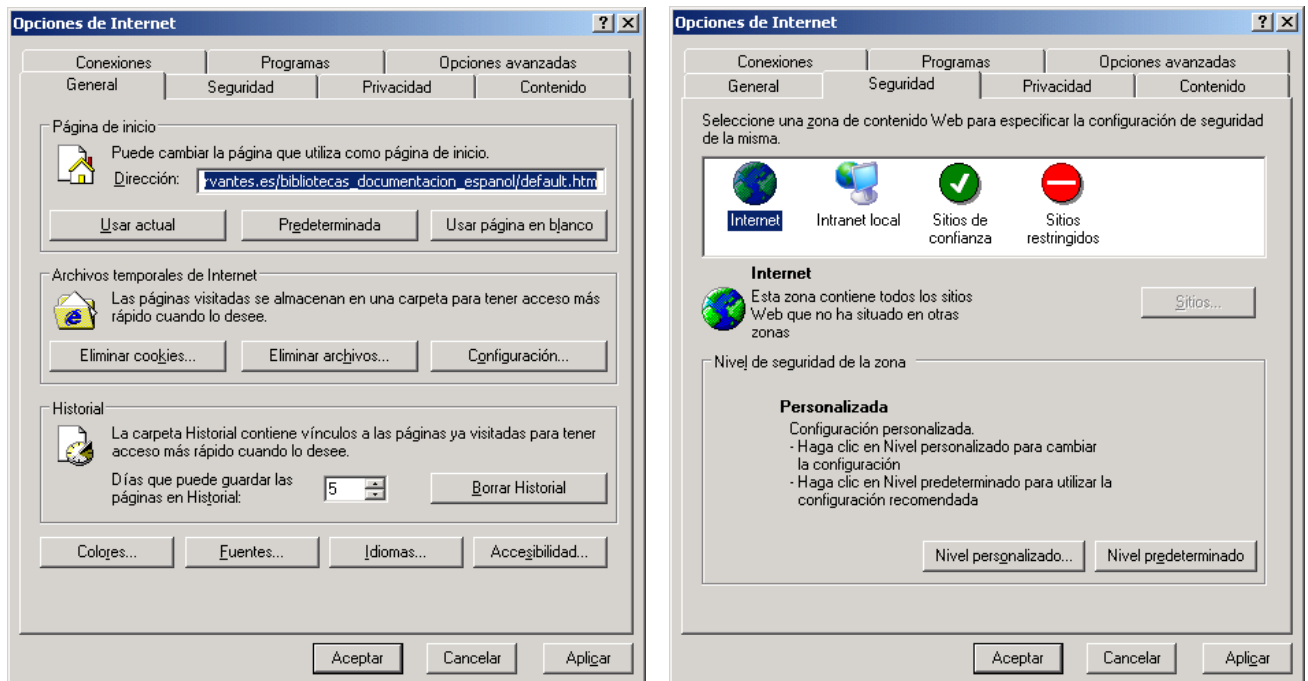 Opciones de Internet
Conexiones Programas Opciones avanzadas
General Seguridad Privacidad Contenido
Página de inicio
Puede cambiar la página que utiliza como página de inicio.
Dirección: rvantes.es/bibliotecas_documentacion_espanol/default.htm
Usar actual Predeterminada Usar página en blanco
Archivos temporales de Internet
Las páginas visitadas se almacenan en una carpeta para tener acceso más
rápido cuando lo desee.
Eliminar cookies... Eliminar archivos... Configuración...
Historial
La carpeta Historial contiene vínculos a las páginas ya visitadas para tener
acceso más rápido cuando lo desee.
Días que puede guardar las
páginas en Historial: 5 Borrar Historial
Colores... Fuentes... Idiomas... Accesibilidad...
Aceptar Cancelar Aplicar
Opciones de Internet
Conexiones Programas Opciones avanzadas
General Seguridad Privacidad Contenido
Seleccione una zona de contenido Web para especificar la configuración de seguridad
de la misma.
Internet Intranet local Sitios de confianza Sitios restringidos
Internet
Esta zona contiene todos los sitios
Web que no ha situado en otras
zonas
Sitios...
Nivel de seguridad de la zona
Personalizada
Configuración personalizada.
- Haga clic en Nivel personalizado para cambiar
la configuración
- Haga clic en Nivel predeterminado para utilizar la
configuración recomendada
Nivel personalizado... Nivel predeterminado
Aceptar Cancelar Aplicar